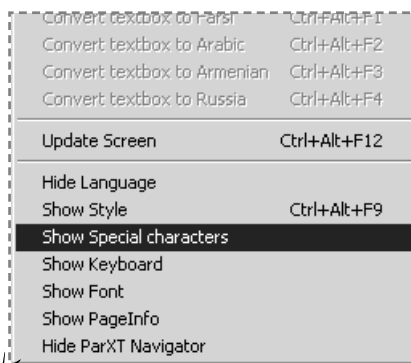 Convert textbox to Farsi Ctrl+Alt+F1
Convert textbox to Arabic Ctrl+Alt+F2
Convert textbox to Armenian Ctrl+Alt+F3
Convert textbox to Russia Ctrl+Alt+F4
Update Screen Ctrl+Alt+F12
Hide Language
Show Style Ctrl+Alt+F9
Show Special characters
Show Keyboard
Show Font
Show PageInfo
Hide ParXT Navigator